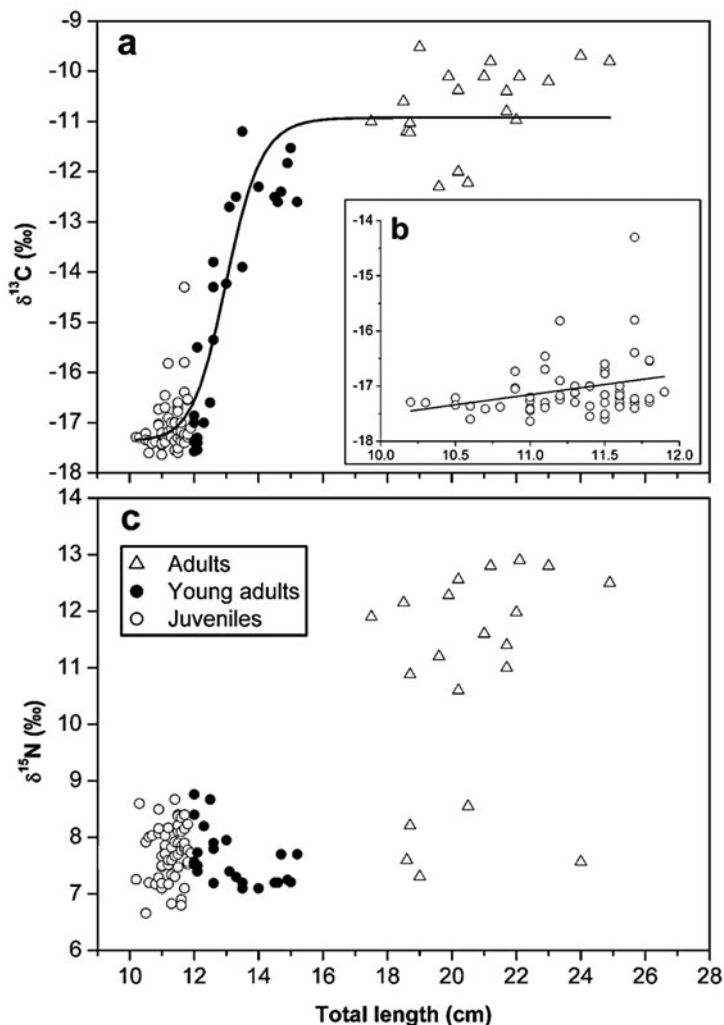 a
-9
-10
-11
-12
-13
-14
-15
-16
-17
-18
δ13C (‰)
b
-14
-15
-16
-17
-18
10.0 10.5 11.0 11.5 12.0
c
14
13
12
11
10
9
8
7
6
δ15N (‰)
Adults
Young adults
Juveniles
10 12 14 16 18 20 22 24 26 28
Total length (cm)